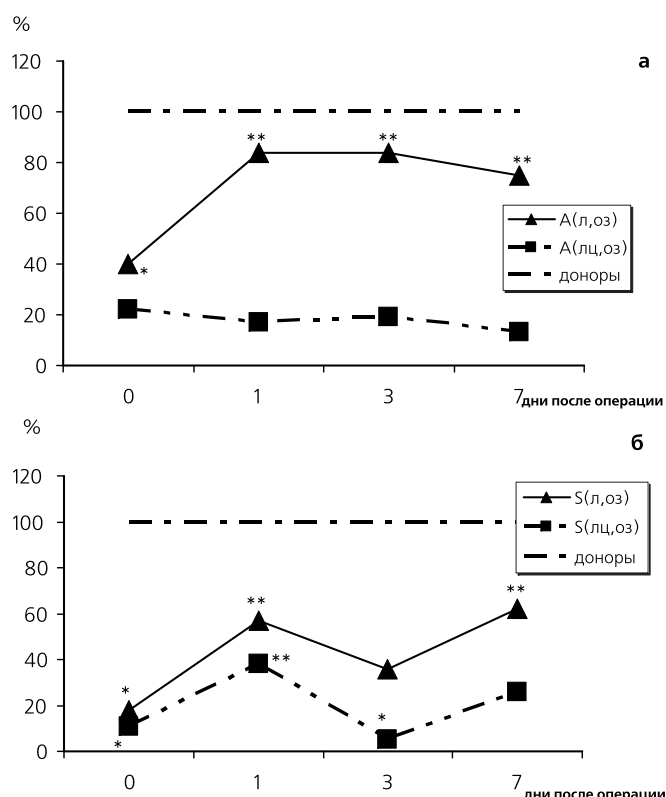 %
а
120
100
80
60
40
20
0
**
**
**
*
А(л,оз)
А(лц,оз)
доноры
0 1 3 7
дни после операции
%
б
120
100
80
60
40
20
0
*
*
**
**
*
**
S(л,оз)
S(лц,оз)
доноры
0 1 3 7
дни после операции